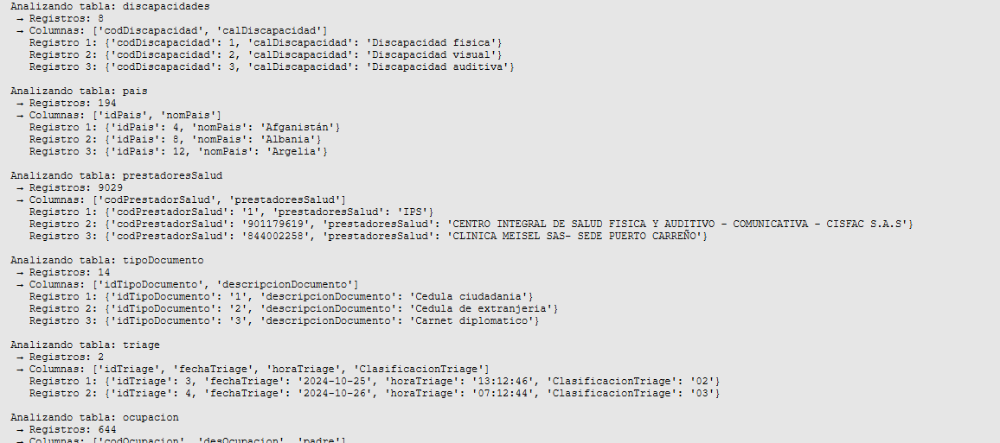 Analizando tabla: discapacidades
→ Registros: 8
→ Columnas: ['codDiscapacidad', 'calDiscapacidad']
Registro 1: {'codDiscapacidad': 1, 'calDiscapacidad': 'Discapacidad fisica'}
Registro 2: {'codDiscapacidad': 2, 'calDiscapacidad': 'Discapacidad visual'}
Registro 3: {'codDiscapacidad': 3, 'calDiscapacidad': 'Discapacidad auditiva'}
Analizando tabla: pais
→ Registros: 194
→ Columnas: ['idPais', 'nomPais']
Registro 1: {'idPais': 4, 'nomPais': 'Afganistán'}
Registro 2: {'idPais': 8, 'nomPais': 'Albania'}
Registro 3: {'idPais': 12, 'nomPais': 'Argelia'}
Analizando tabla: prestadoresSalud
→ Registros: 9029
→ Columnas: ['codPrestadorSalud', 'prestadoresSalud']
Registro 1: {'codPrestadorSalud': '1', 'prestadoresSalud': 'IPS'}
Registro 2: {'codPrestadorSalud': '901179619', 'prestadoresSalud': 'CENTRO INTEGRAL DE SALUD FISICA Y AUDITIVO - COMUNICATIVA - CISFAC S.A.S'}
Registro 3: {'codPrestadorSalud': '844002258', 'prestadoresSalud': 'CLINICA MEISEL SAS- SEDE PUERTO CARREÑO'}
Analizando tabla: tipoDocumento
→ Registros: 14
→ Columnas: ['idTipoDocumento', 'descripcionDocumento']
Registro 1: {'idTipoDocumento': '1', 'descripcionDocumento': 'Cedula ciudadania'}
Registro 2: {'idTipoDocumento': '2', 'descripcionDocumento': 'Cedula de extranjeria'}
Registro 3: {'idTipoDocumento': '3', 'descripcionDocumento': 'Carnet diplomatico'}
Analizando tabla: triage
→ Registros: 2
→ Columnas: ['idTriage', 'fechaTriage', 'horaTriage', 'ClasificacionTriage']
Registro 1: {'idTriage': 3, 'fechaTriage': '2024-10-25', 'horaTriage': '13:12:46', 'ClasificacionTriage': '02'}
Registro 2: {'idTriage': 4, 'fechaTriage': '2024-10-26', 'horaTriage': '07:12:44', 'ClasificacionTriage': '03'}
Analizando tabla: ocupacion
→ Registros: 644
→ Columnas: ['codOcupacion', 'desOcupacion', 'padre']